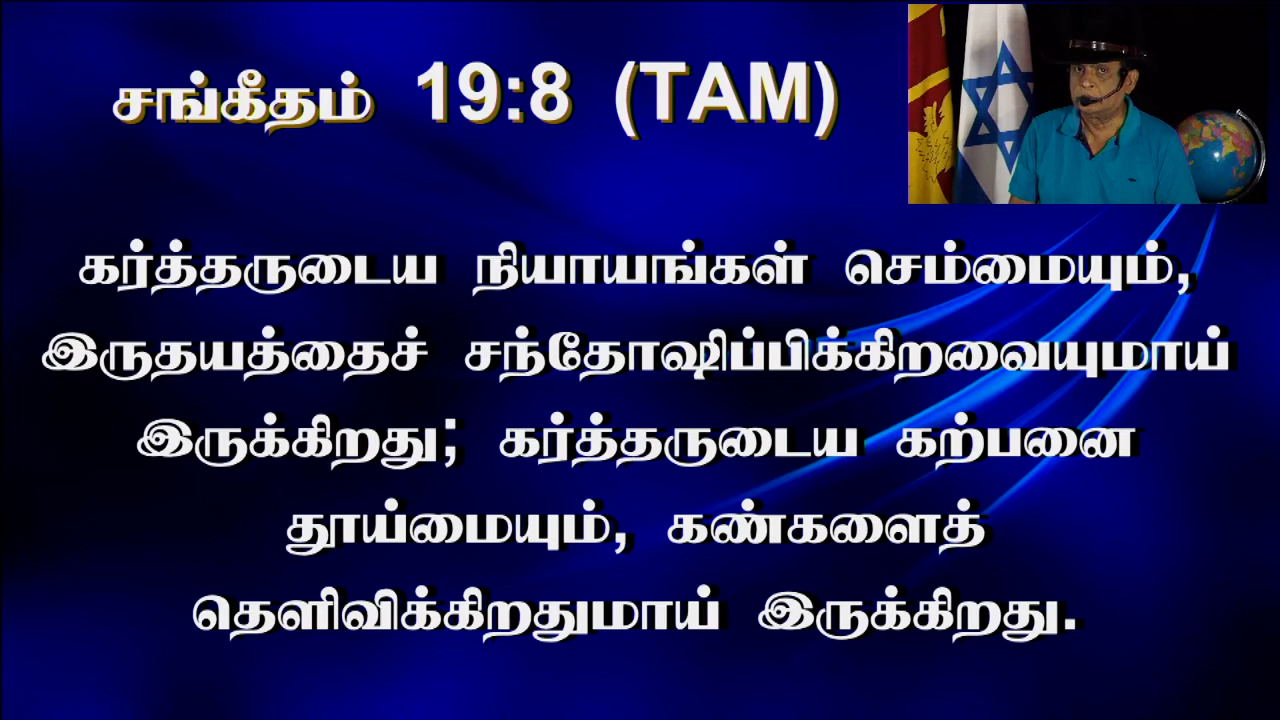 சங்கீதம் 19:8 (TAM)
கர்த்தருடைய நியாயங்கள் செம்மையும்,
இருதயத்தைச் சந்தோஷிப்பிக்கிறவையுமாய்
இருக்கிறது; கர்த்தருடைய கற்பனை
தூய்மையும், கண்களைத்
தெளிவிக்கிறதுமாய் இருக்கிறது.